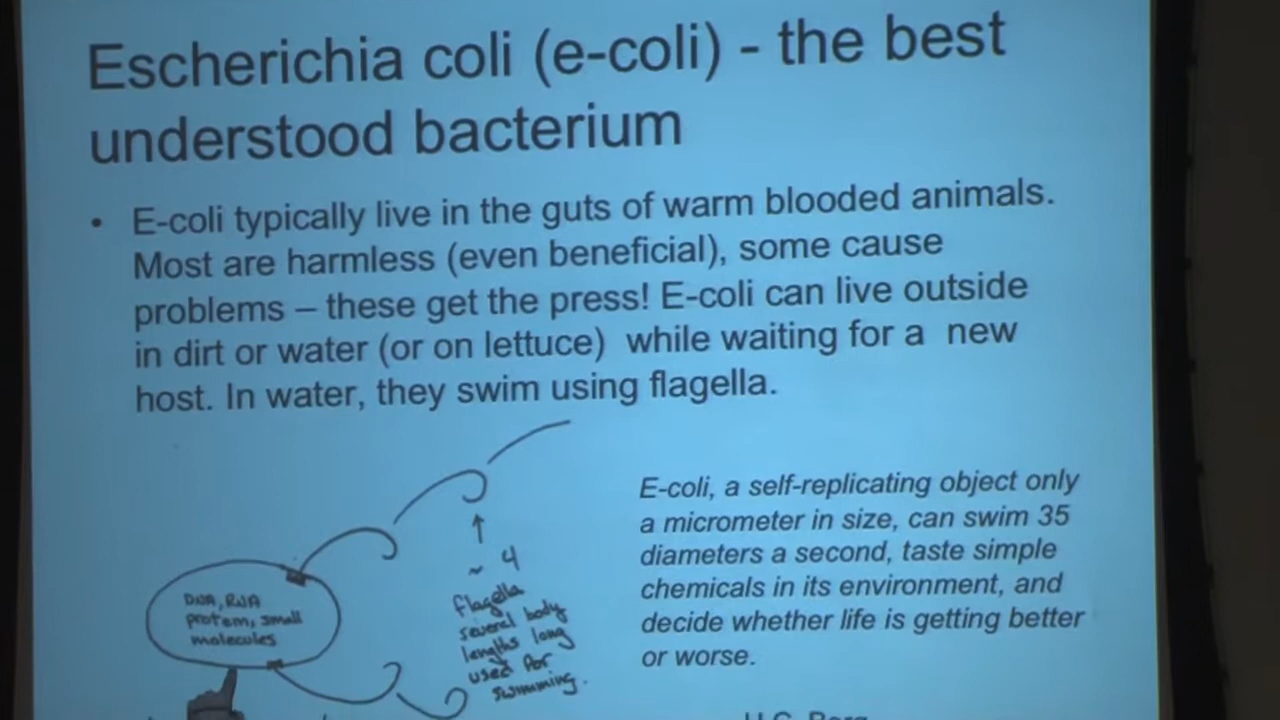 Escherichia coli (e-coli) - the best
understood bacterium
• E-coli typically live in the guts of warm blooded animals.
Most are harmless (even beneficial), some cause
problems – these get the press! E-coli can live outside
in dirt or water (or on lettuce) while waiting for a new
host. In water, they swim using flagella.
DNA, RNA
protein, small
molecules
~ 4
flagella
several body
lengths long
used for
swimming.
E-coli, a self-replicating object only
a micrometer in size, can swim 35
diameters a second, taste simple
chemicals in its environment, and
decide whether life is getting better
or worse.